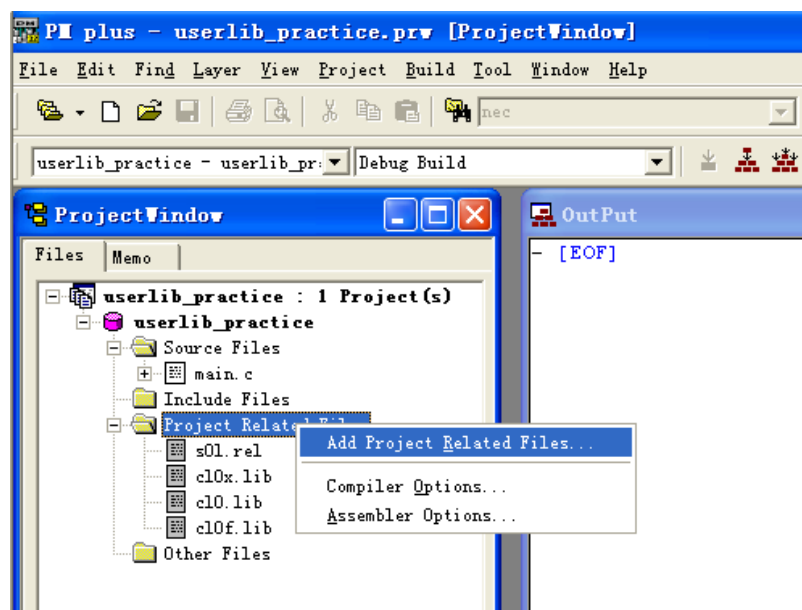 PM plus - userlib_practice.prw [ProjectWindow]
File Edit Find Layer View Project Build Tool Window Help
nec
userlib_practice - userlib_pr
Debug Build
ProjectWindow
OutPut
Files Memo
[EOF]
userlib_practice : 1 Project(s)
userlib_practice
Source Files
main.c
Include Files
Project Related
Add Project Related Files...
s0l.rel
cl0x.lib
Compiler Options...
cl0.lib
Assembler Options...
cl0f.lib
Other Files